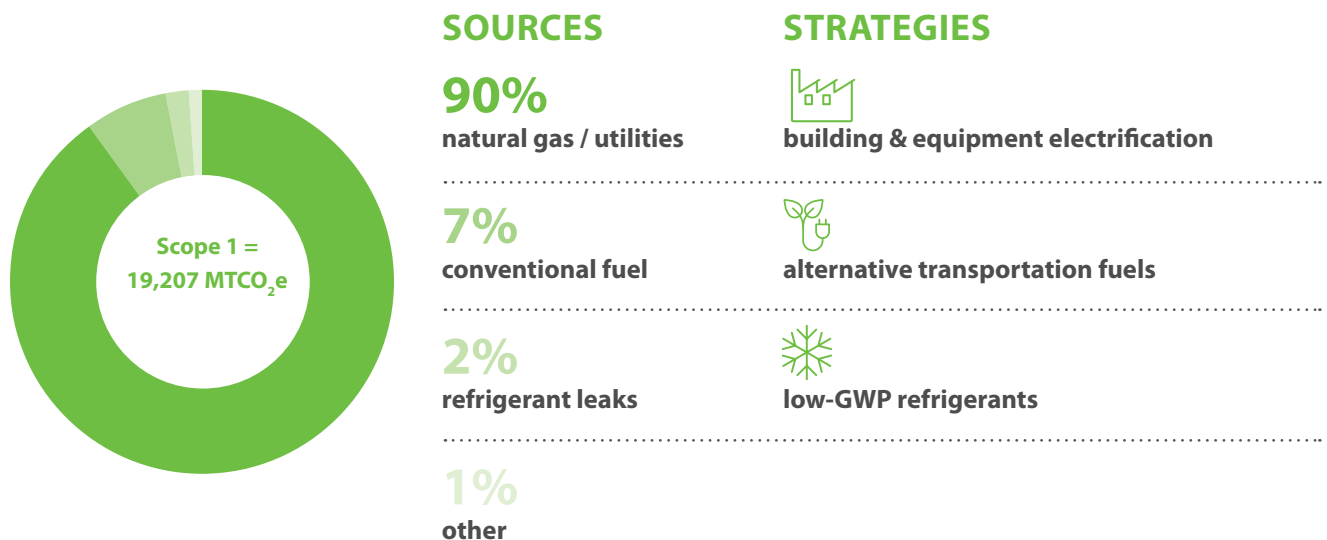 SOURCES
STRATEGIES
Scope 1 =
19,207 MTCO₂e
90%
natural gas / utilities
building & equipment electrification
7%
conventional fuel
alternative transportation fuels
2%
refrigerant leaks
low-GWP refrigerants
1%
other